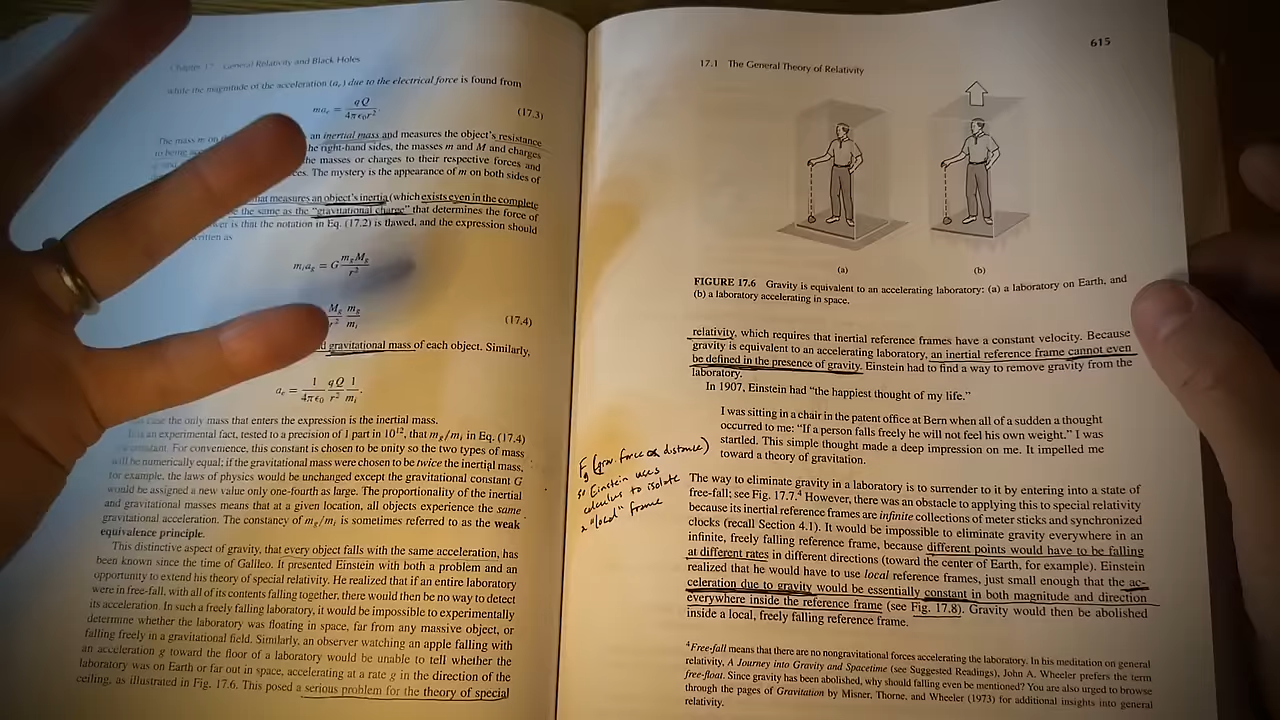 Chapter 17 General Relativity and Black Holes
while the magnitude of the acceleration (aₑ) due to the electrical force is found from
maₑ = qQ / 4πϵ₀r². (17.3)
The mass m on
an inertial mass and measures the object's resistance
to being
he right-hand sides, the masses m and M and charges
the masses or charges to their respective forces and
The mystery is the appearance of m on both sides of
that measures an object's inertia (which exists even in the complete
the same as the "gravitational charge" that determines the force of
is that the notation in Eq. (17.2) is flawed, and the expression should
written as
mᵢa_g = G m_gM_g / r²
M_g / r² m_g / mᵢ (17.4)
gravitational mass of each object. Similarly,
aₑ = 1 / 4πϵ₀ qQ / r² 1 / mᵢ.
case the only mass that enters the expression is the inertial mass.
is an experimental fact, tested to a precision of 1 part in 10¹², that m_g/mᵢ in Eq. (17.4)
constant. For convenience, this constant is chosen to be unity so the two types of mass
will be numerically equal; if the gravitational mass were chosen to be twice the inertial mass,
for example, the laws of physics would be unchanged except the gravitational constant G
would be assigned a new value only one-fourth as large. The proportionality of the inertial
and gravitational masses means that at a given location, all objects experience the same
gravitational acceleration. The constancy of m_g/mᵢ is sometimes referred to as the weak
equivalence principle.
This distinctive aspect of gravity, that every object falls with the same acceleration, has
been known since the time of Galileo. It presented Einstein with both a problem and an
opportunity to extend his theory of special relativity. He realized that if an entire laboratory
were in free-fall, with all of its contents falling together, there would then be no way to detect
its acceleration. In such a freely falling laboratory, it would be impossible to experimentally
determine whether the laboratory was floating in space, far from any massive object, or
falling freely in a gravitational field. Similarly, an observer watching an apple falling with
an acceleration g toward the floor of a laboratory would be unable to tell whether the
laboratory was on Earth or far out in space, accelerating at a rate g in the direction of the
ceiling, as illustrated in Fig. 17.6. This posed a serious problem for the theory of special
17.1 The General Theory of Relativity
615
(a)
(b)
FIGURE 17.6 Gravity is equivalent to an accelerating laboratory: (a) a laboratory on Earth, and
(b) a laboratory accelerating in space.
relativity, which requires that inertial reference frames have a constant velocity. Because
gravity is equivalent to an accelerating laboratory, an inertial reference frame cannot even
be defined in the presence of gravity. Einstein had to find a way to remove gravity from the
laboratory.
In 1907, Einstein had "the happiest thought of my life."
I was sitting in a chair in the patent office at Bern when all of a sudden a thought
occurred to me: "If a person falls freely he will not feel his own weight." I was
startled. This simple thought made a deep impression on me. It impelled me
toward a theory of gravitation.
F_g (grav. force α distance)
so Einstein uses
calculus to isolate
a "local" frame
The way to eliminate gravity in a laboratory is to surrender to it by entering into a state of
free-fall; see Fig. 17.7.⁴ However, there was an obstacle to applying this to special relativity
because its inertial reference frames are infinite collections of meter sticks and synchronized
clocks (recall Section 4.1). It would be impossible to eliminate gravity everywhere in an
infinite, freely falling reference frame, because different points would have to be falling
at different rates in different directions (toward the center of Earth, for example). Einstein
realized that he would have to use local reference frames, just small enough that the ac-
celeration due to gravity would be essentially constant in both magnitude and direction
everywhere inside the reference frame (see Fig. 17.8). Gravity would then be abolished
inside a local, freely falling reference frame.
⁴Free-fall means that there are no nongravitational forces accelerating the laboratory. In his meditation on general
relativity, A Journey into Gravity and Spacetime (see Suggested Readings), John A. Wheeler prefers the term
free-float. Since gravity has been abolished, why should falling even be mentioned? You are also urged to browse
through the pages of Gravitation by Misner, Thorne, and Wheeler (1973) for additional insights into general
relativity.